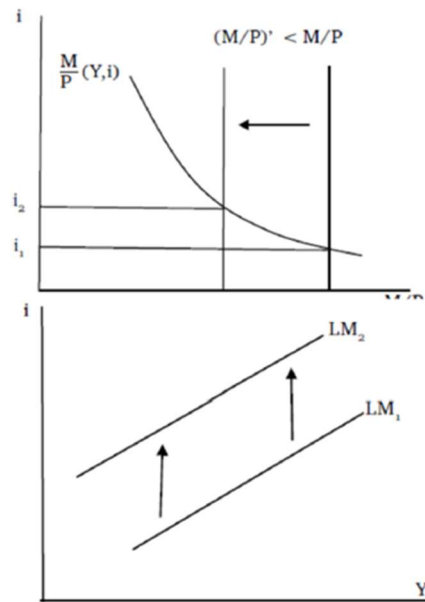 i
(M/P)' < M/P
M/P (Y,i)
i₂
i₁
M/P
i
LM₂
LM₁
Y